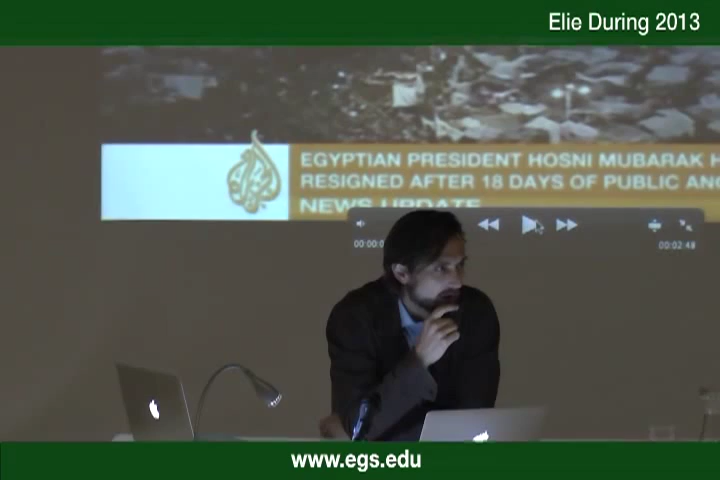 Elie During 2013
EGYPTIAN PRESIDENT HOSNI MUBARAK
RESIGNED AFTER 18 DAYS OF PUBLIC
NEWS UPDATE
00:02:48
www.egs.edu